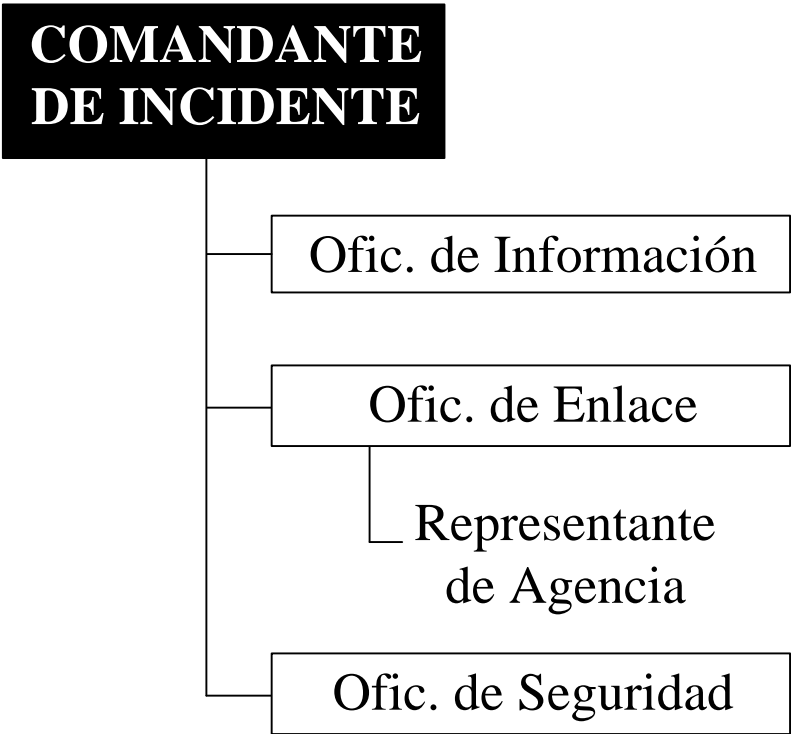 COMANDANTE
DE INCIDENTE
Ofic. de Información
Ofic. de Enlace
Representante
de Agencia
Ofic. de Seguridad